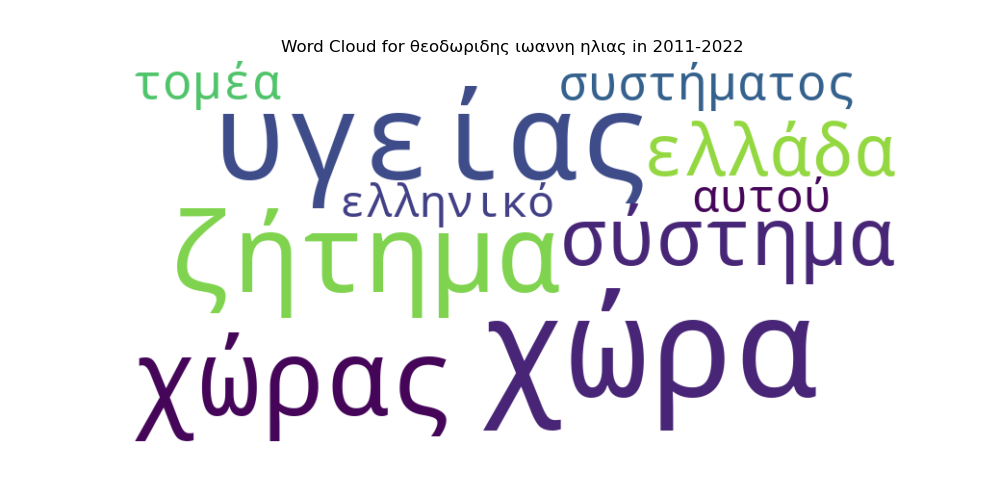 Word Cloud for θεοδωριδης ιωαννη ηλιας in 2011-2022
τομέα
συστήματος
υγείας
ελλάδα
ελληνικό
αυτού
ζήτημα
σύστημα
χώρας
χώρα